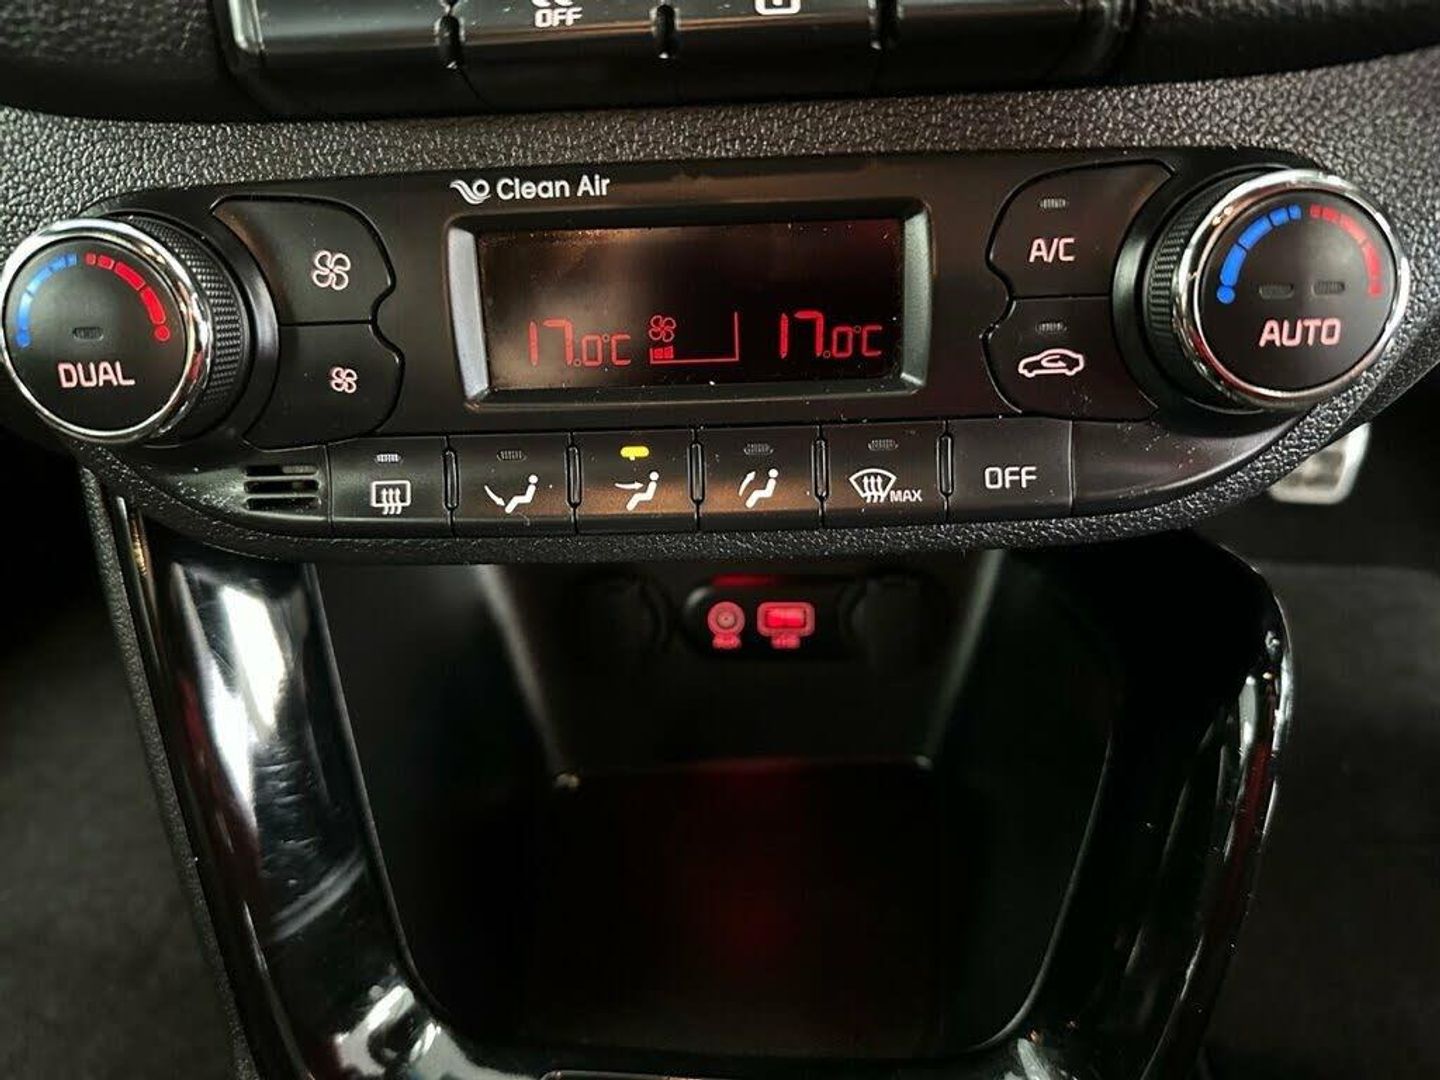 OFF
Clean Air
DUAL
17.0°C 17.0°C
A/C
AUTO
MAX
OFF